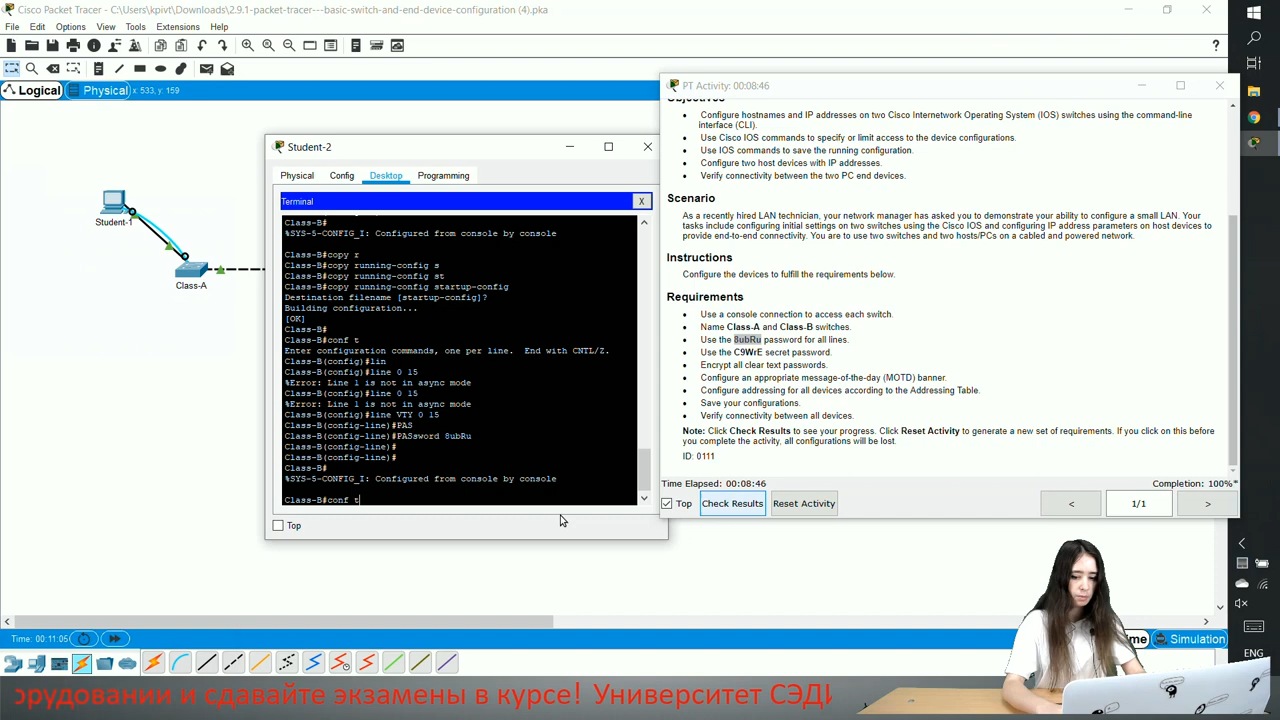 Cisco Packet Tracer - C:\Users\kpivt\Downloads\2.9.1-packet-tracer---basic-switch-and-end-device-configuration (4).pka
File Edit Options View Tools Extensions Help
Logical Physical x: 533, y: 159
Student-1
Class-A
Student-2
Physical Config Desktop Programming
Terminal X
Class-B#
%SYS-5-CONFIG_I: Configured from console by console
Class-B#copy r
Class-B#copy running-config s
Class-B#copy running-config st
Class-B#copy running-config startup-config
Destination filename [startup-config]?
Building configuration...
[OK]
Class-B#
Class-B#conf t
Enter configuration commands, one per line. End with CNTL/Z.
Class-B(config)#lin
Class-B(config)#line 0 15
%Error: Line 1 is not in async mode
Class-B(config)#line 0 15
%Error: Line 1 is not in async mode
Class-B(config)#line VTY 0 15
Class-B(config-line)#PAS
Class-B(config-line)#PASsword 8ubRu
Class-B(config-line)#
Class-B(config-line)#
Class-B#
%SYS-5-CONFIG_I: Configured from console by console
Class-B#conf t
Top
PT Activity: 00:08:46
Objectives
Configure hostnames and IP addresses on two Cisco Internetwork Operating System (IOS) switches using the command-line
interface (CLI).
Use Cisco IOS commands to specify or limit access to the device configurations.
Use IOS commands to save the running configuration.
Configure two host devices with IP addresses.
Verify connectivity between the two PC end devices.
Scenario
As a recently hired LAN technician, your network manager has asked you to demonstrate your ability to configure a small LAN. Your
tasks include configuring initial settings on two switches using the Cisco IOS and configuring IP address parameters on host devices to
provide end-to-end connectivity. You are to use two switches and two hosts/PCs on a cabled and powered network.
Instructions
Configure the devices to fulfill the requirements below.
Requirements
Use a console connection to access each switch.
Name Class-A and Class-B switches.
Use the 8ubRu password for all lines.
Use the C9WrE secret password.
Encrypt all clear text passwords.
Configure an appropriate message-of-the-day (MOTD) banner.
Configure addressing for all devices according to the Addressing Table.
Save your configurations.
Verify connectivity between all devices.
Note: Click Check Results to see your progress. Click Reset Activity to generate a new set of requirements. If you click on this before
you complete the activity, all configurations will be lost.
ID: 0111
Time Elapsed: 00:08:46 Completion: 100%*
Top Check Results Reset Activity < 1/1 >
Time: 00:11:05
Simulation
ENG
орудовании и сдавайте экзамены в курсе! Университет СЭДИ